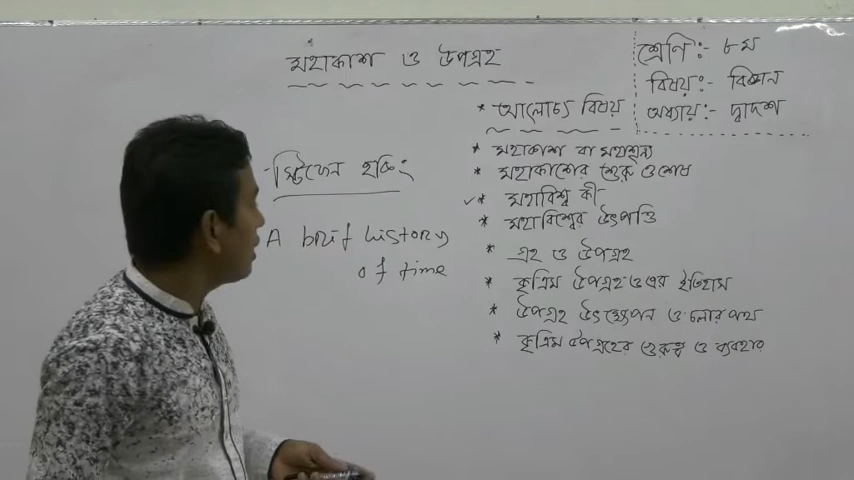 মহাকাশ ও উপগ্রহ
শ্রেণি:- ৮ম
বিষয়:- বিজ্ঞান
অধ্যায়:- দ্বাদশ
* আলোচ্য বিষয়
* মহাকাশ বা মহাশূন্য
* মহাকাশের শুরু ও শেষ
✓* মহাবিশ্ব কী-
* মহাবিশ্বের উৎপত্তি
* গ্রহ ও উপগ্রহ
* কৃত্রিম উপগ্রহ ও এর ইতিহাস
* উপগ্রহ উৎক্ষেপন ও চলার পথ
* কৃত্রিম উপগ্রহের গুরুত্ব ও ব্যবহার
স্টিফেন হকিং
A brief history
of time